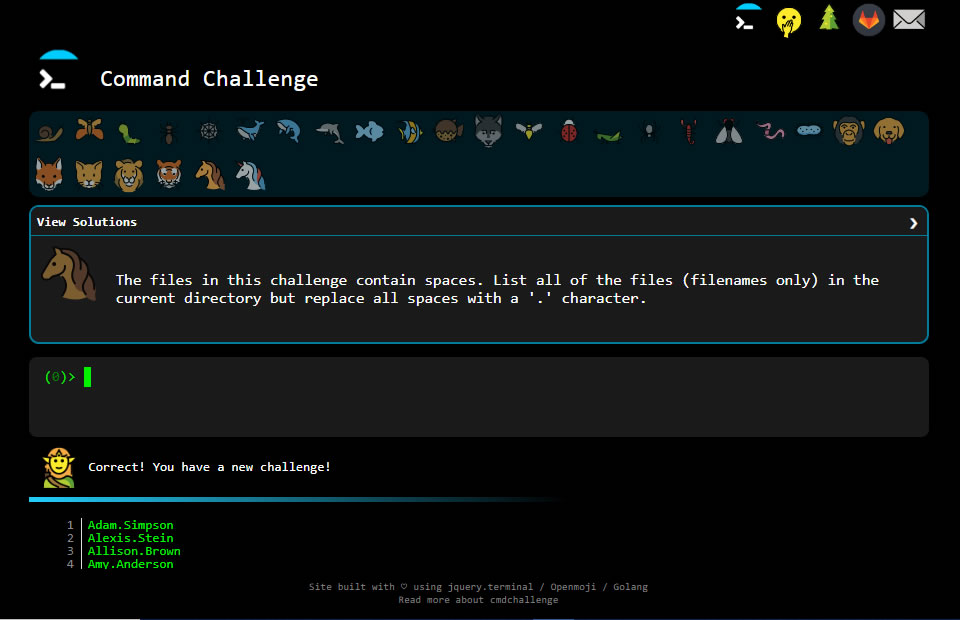 Command Challenge
View Solutions
The files in this challenge contain spaces. List all of the files (filenames only) in the
current directory but replace all spaces with a '.' character.
(0)>
Correct! You have a new challenge!
1 Adam.Simpson
2 Alexis.Stein
3 Allison.Brown
4 Amy.Anderson
Site built with ♡ using jquery.terminal / Openmoji / Golang
Read more about cmdchallenge